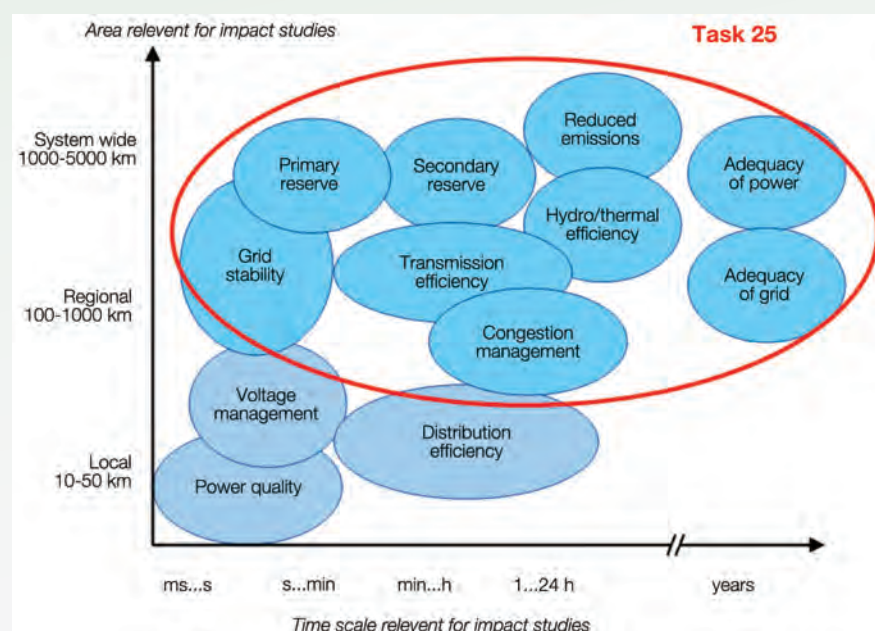 Area relevent for impact studies
Task 25
System wide
1000-5000 km
Reduced
emissions
Primary
reserve
Secondary
reserve
Adequacy
of power
Hydro/thermal
efficiency
Grid
stability
Transmission
efficiency
Adequacy
of grid
Regional
100-1000 km
Congestion
management
Voltage
management
Distribution
efficiency
Local
10-50 km
Power quality
ms...s
s...min
min...h
1...24 h
years
Time scale relevent for impact studies